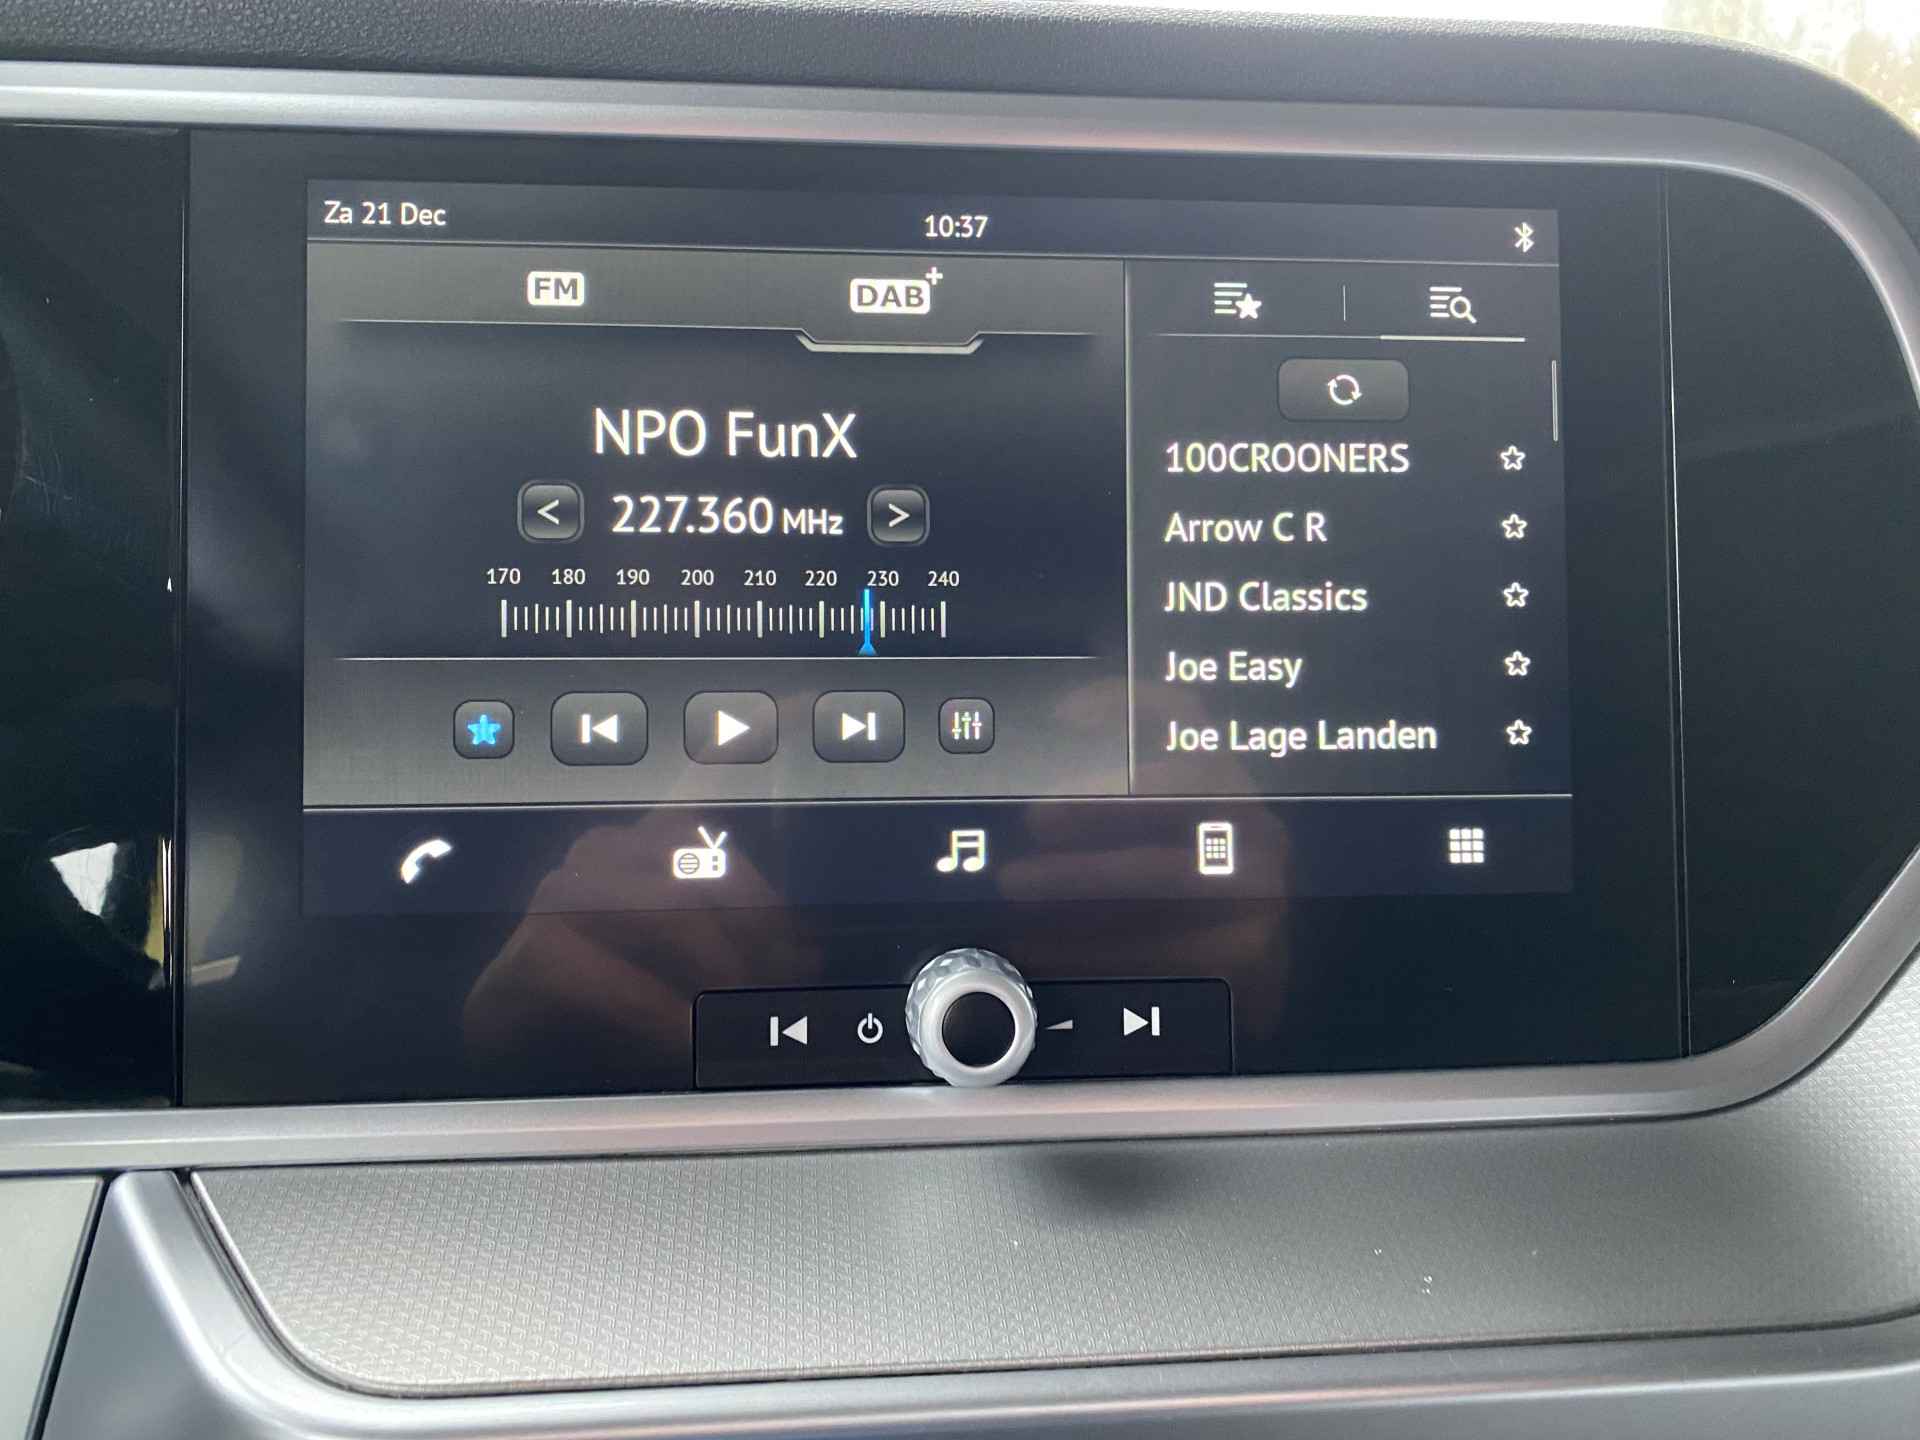 Za 21 Dec
10:37
FM
DAB+
NPO FunX
< 227.360 MHz >
170 180 190 200 210 220 230 240
100CROONERS
Arrow C R
JND Classics
Joe Easy
Joe Lage Landen